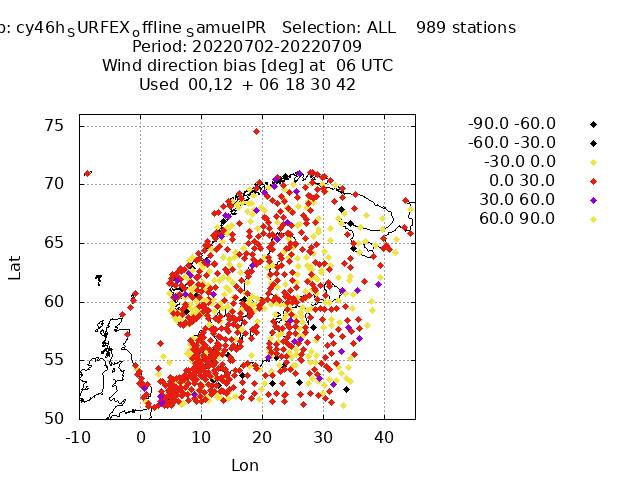 p: cy46h_SURFEX_offline_SamuelPR Selection: ALL 989 stations
Period: 20220702-20220709
Wind direction bias [deg] at 06 UTC
Used 00,12 + 06 18 30 42
-90.0 -60.0
-60.0 -30.0
-30.0 0.0
0.0 30.0
30.0 60.0
60.0 90.0
75
70
65
60
55
50
Lat
-10 0 10 20 30 40
Lon